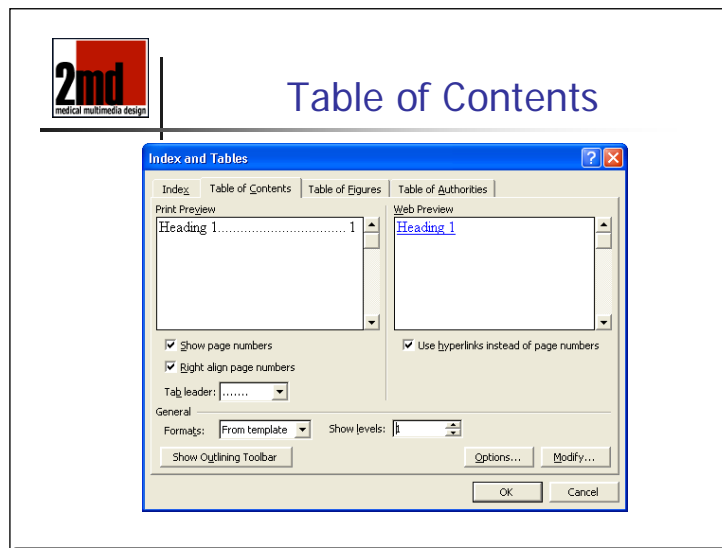 2md
medical multimedia design
Table of Contents
Index and Tables
Index Table of Contents Table of Figures Table of Authorities
Print Preview Web Preview
Heading 1.................................. 1 Heading 1
Show page numbers Use hyperlinks instead of page numbers
Right align page numbers
Tab leader: .......
General
Formats: From template Show levels: 1
Show Outlining Toolbar Options... Modify...
OK Cancel